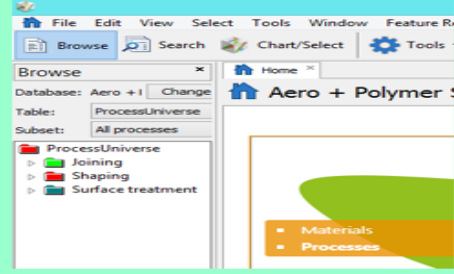 File Edit View Select Tools Window Feature
Browse Search Chart/Select Tools
Browse ×
Home ×
Database: Aero + Change
Aero + Polymer
Table: ProcessUniverse
Subset: All processes
ProcessUniverse
Joining
Shaping
Surface treatment
Materials
Processes